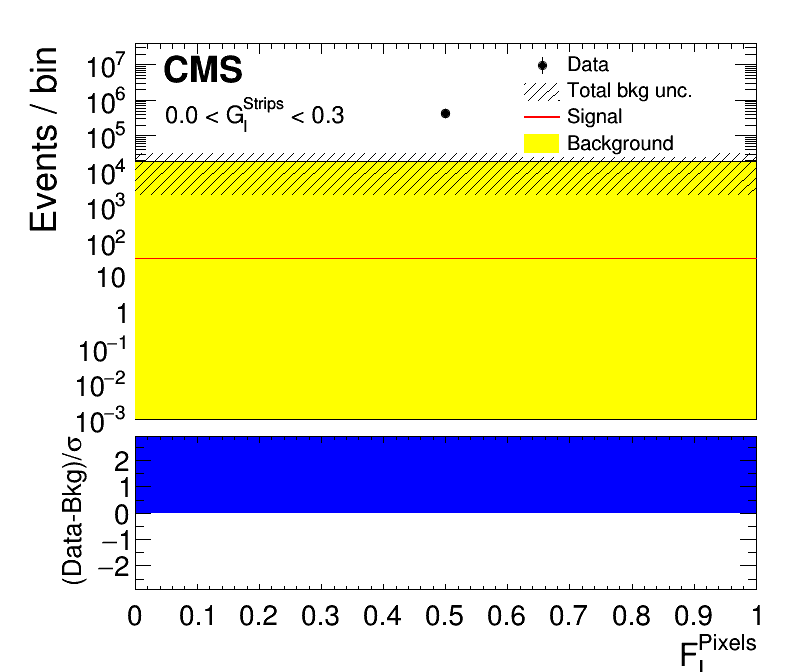 CMS
0.0 < G_I^Strips < 0.3
Data
Total bkg unc.
Signal
Background
Events / bin
10^7
10^6
10^5
10^4
10^3
10^2
10
1
10^−1
10^−2
10^−3
(Data-Bkg)/σ
2
1
0
−1
−2
0 0.1 0.2 0.3 0.4 0.5 0.6 0.7 0.8 0.9 1
F_I^Pixels